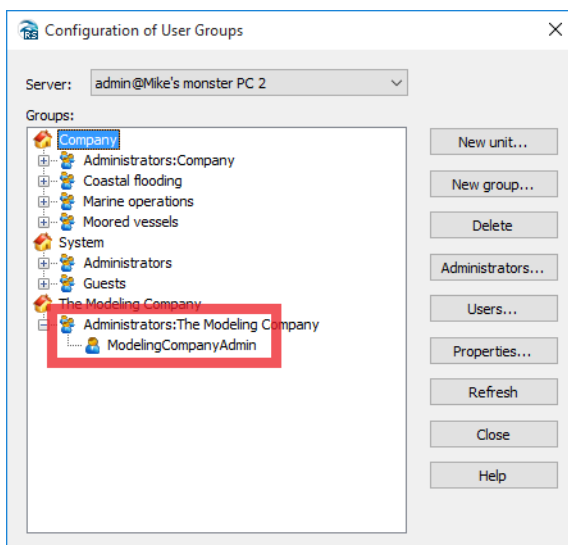 RS Configuration of User Groups
Server: admin@Mike's monster PC 2
Groups:
Company
Administrators:Company
Coastal flooding
Marine operations
Moored vessels
System
Administrators
Guests
The Modeling Company
Administrators:The Modeling Company
ModelingCompanyAdmin
New unit...
New group...
Delete
Administrators...
Users...
Properties...
Refresh
Close
Help